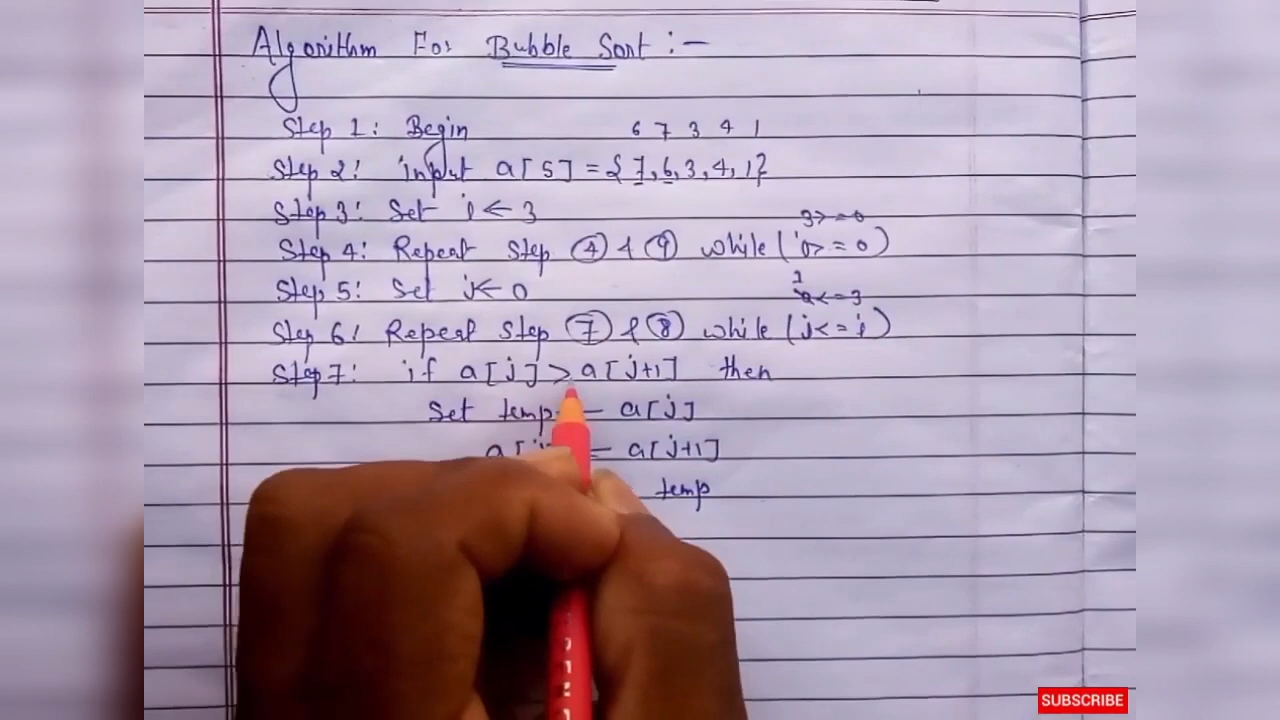 Algorithm For Bubble Sort :-
Step 1: Begin 6 7 3 4 1
Step 2: input a[5] = {7,6,3,4,1}
Step 3: Set i ← 3
3>=0
Step 4: Repeat Step 4 & 9 while (i>=0)
Step 5: Set j← 0
1
<=3
Step 6: Repeat Step 7 & 8 while (j<=i)
Step 7: if a[j] > a[j+1] then
Set temp = a[j]
= a[j+1]
temp
SUBSCRIBE